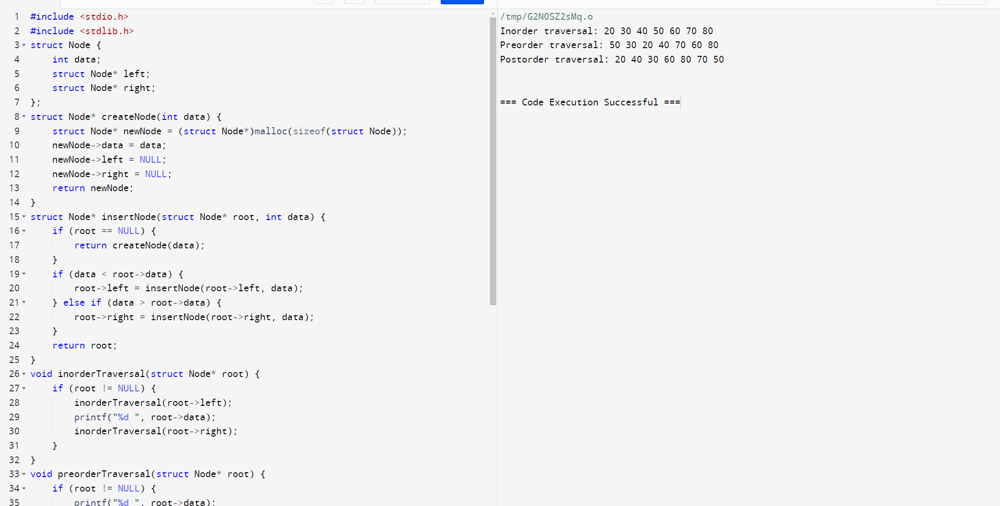 1 #include <stdio.h>
2 #include <stdlib.h>
3 struct Node {
4     int data;
5     struct Node* left;
6     struct Node* right;
7 };
8 struct Node* createNode(int data) {
9     struct Node* newNode = (struct Node*)malloc(sizeof(struct Node));
10     newNode->data = data;
11     newNode->left = NULL;
12     newNode->right = NULL;
13     return newNode;
14 }
15 struct Node* insertNode(struct Node* root, int data) {
16     if (root == NULL) {
17         return createNode(data);
18     }
19     if (data < root->data) {
20         root->left = insertNode(root->left, data);
21     } else if (data > root->data) {
22         root->right = insertNode(root->right, data);
23     }
24     return root;
25 }
26 void inorderTraversal(struct Node* root) {
27     if (root != NULL) {
28         inorderTraversal(root->left);
29         printf("%d ", root->data);
30         inorderTraversal(root->right);
31     }
32 }
33 void preorderTraversal(struct Node* root) {
34     if (root != NULL) {
35         printf("%d ", root->data);
/tmp/G2N0SZ2sMq.o
Inorder traversal: 20 30 40 50 60 70 80
Preorder traversal: 50 30 20 40 70 60 80
Postorder traversal: 20 40 30 60 80 70 50
=== Code Execution Successful ===